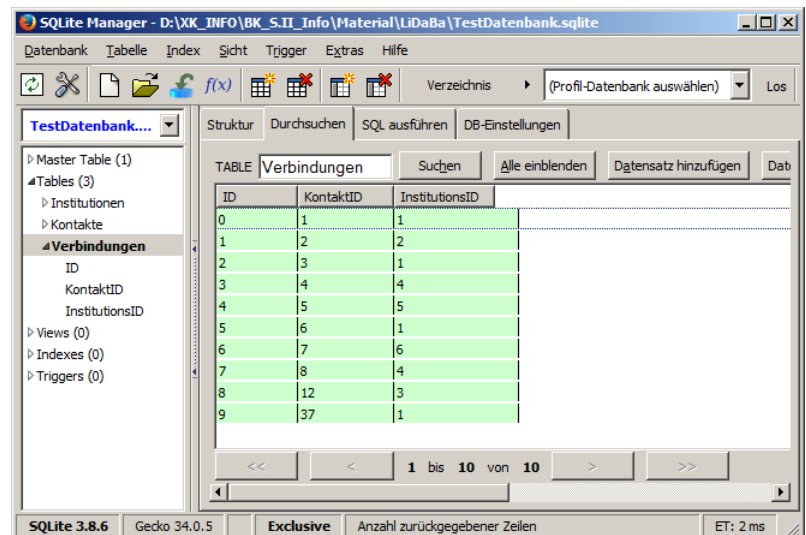 SQLite Manager - D:\XK_INFO\BK_S.II_Info\Material\LiDaBa\TestDatenbank.sqlite
Datenbank Tabelle Index Sicht Trigger Extras Hilfe
f(x) Verzeichnis (Profil-Datenbank auswählen) Los
TestDatenbank....
Master Table (1)
Tables (3)
Institutionen
Kontakte
Verbindungen
ID
KontaktID
InstitutionsID
Views (0)
Indexes (0)
Triggers (0)
Struktur Durchsuchen SQL ausführen DB-Einstellungen
TABLE Verbindungen Suchen Alle einblenden Datensatz hinzufügen Date
ID KontaktID InstitutionsID
0 1 1
1 2 2
2 3 1
3 4 4
4 5 5
5 6 1
6 7 6
7 8 4
8 12 3
9 37 1
<< < 1 bis 10 von 10 > >>
SQLite 3.8.6 Gecko 34.0.5 Exclusive Anzahl zurückgegebener Zeilen ET: 2 ms